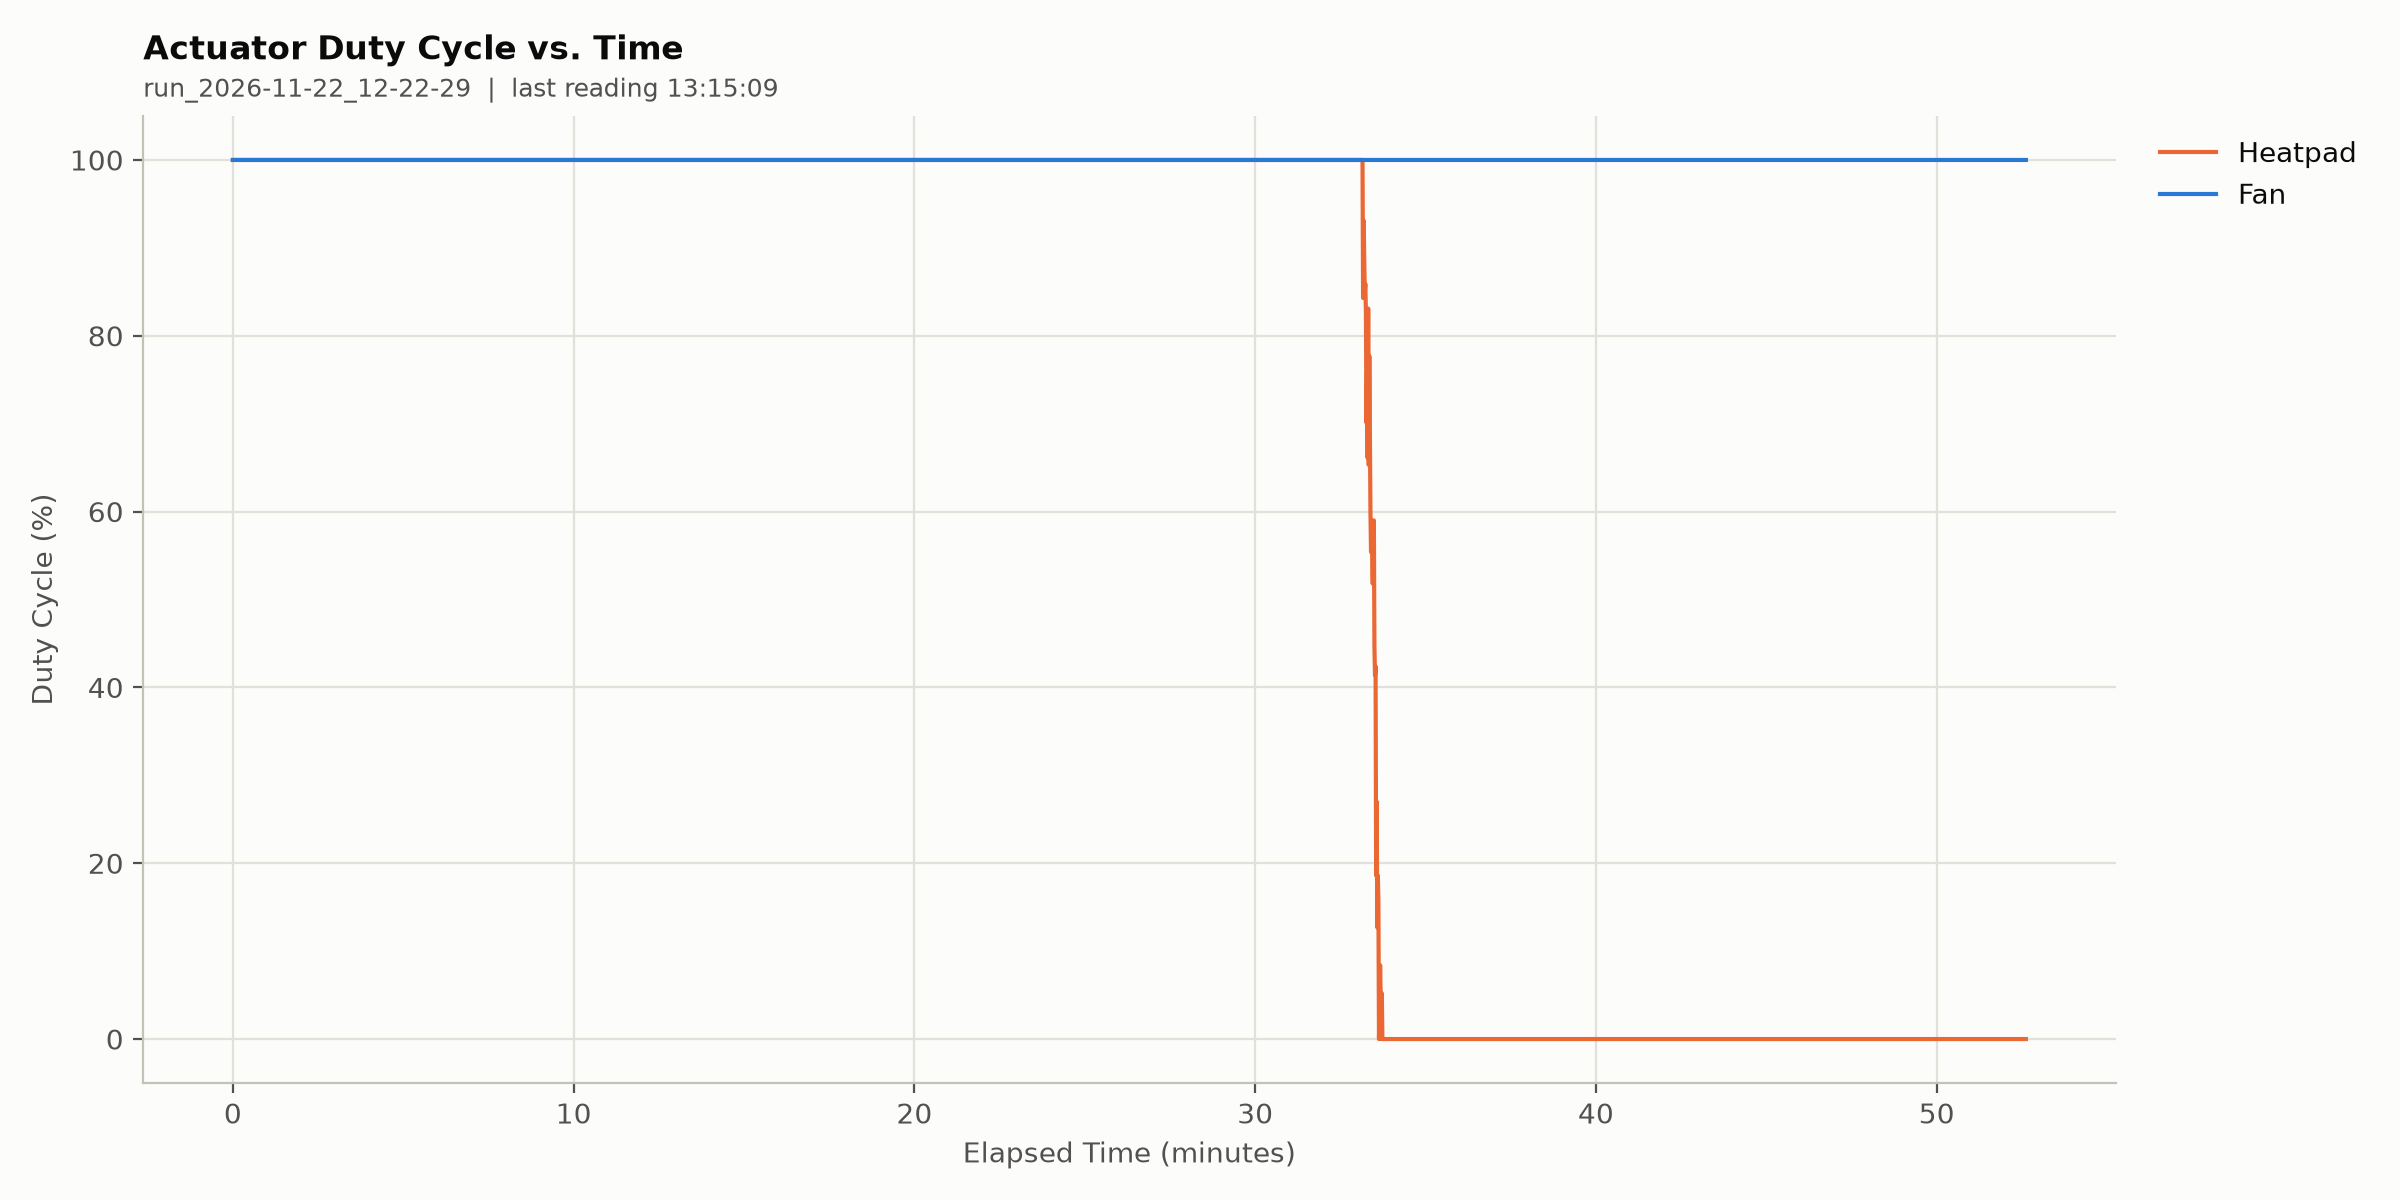 Actuator Duty Cycle vs. Time
run_2026-11-22_12-22-29 | last reading 13:15:09
Heatpad
Fan
Duty Cycle (%)
100
80
60
40
20
0
0 10 20 30 40 50
Elapsed Time (minutes)